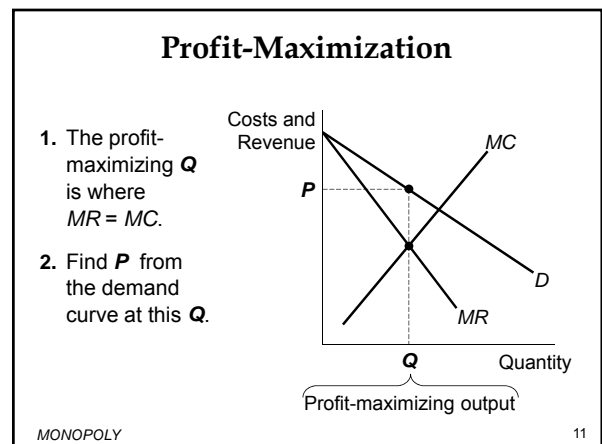 Profit-Maximization
1. The profit-
maximizing Q
is where
MR = MC.
2. Find P from
the demand
curve at this Q.
Costs and
Revenue
MC
P
D
MR
Q
Quantity
Profit-maximizing output
MONOPOLY
11